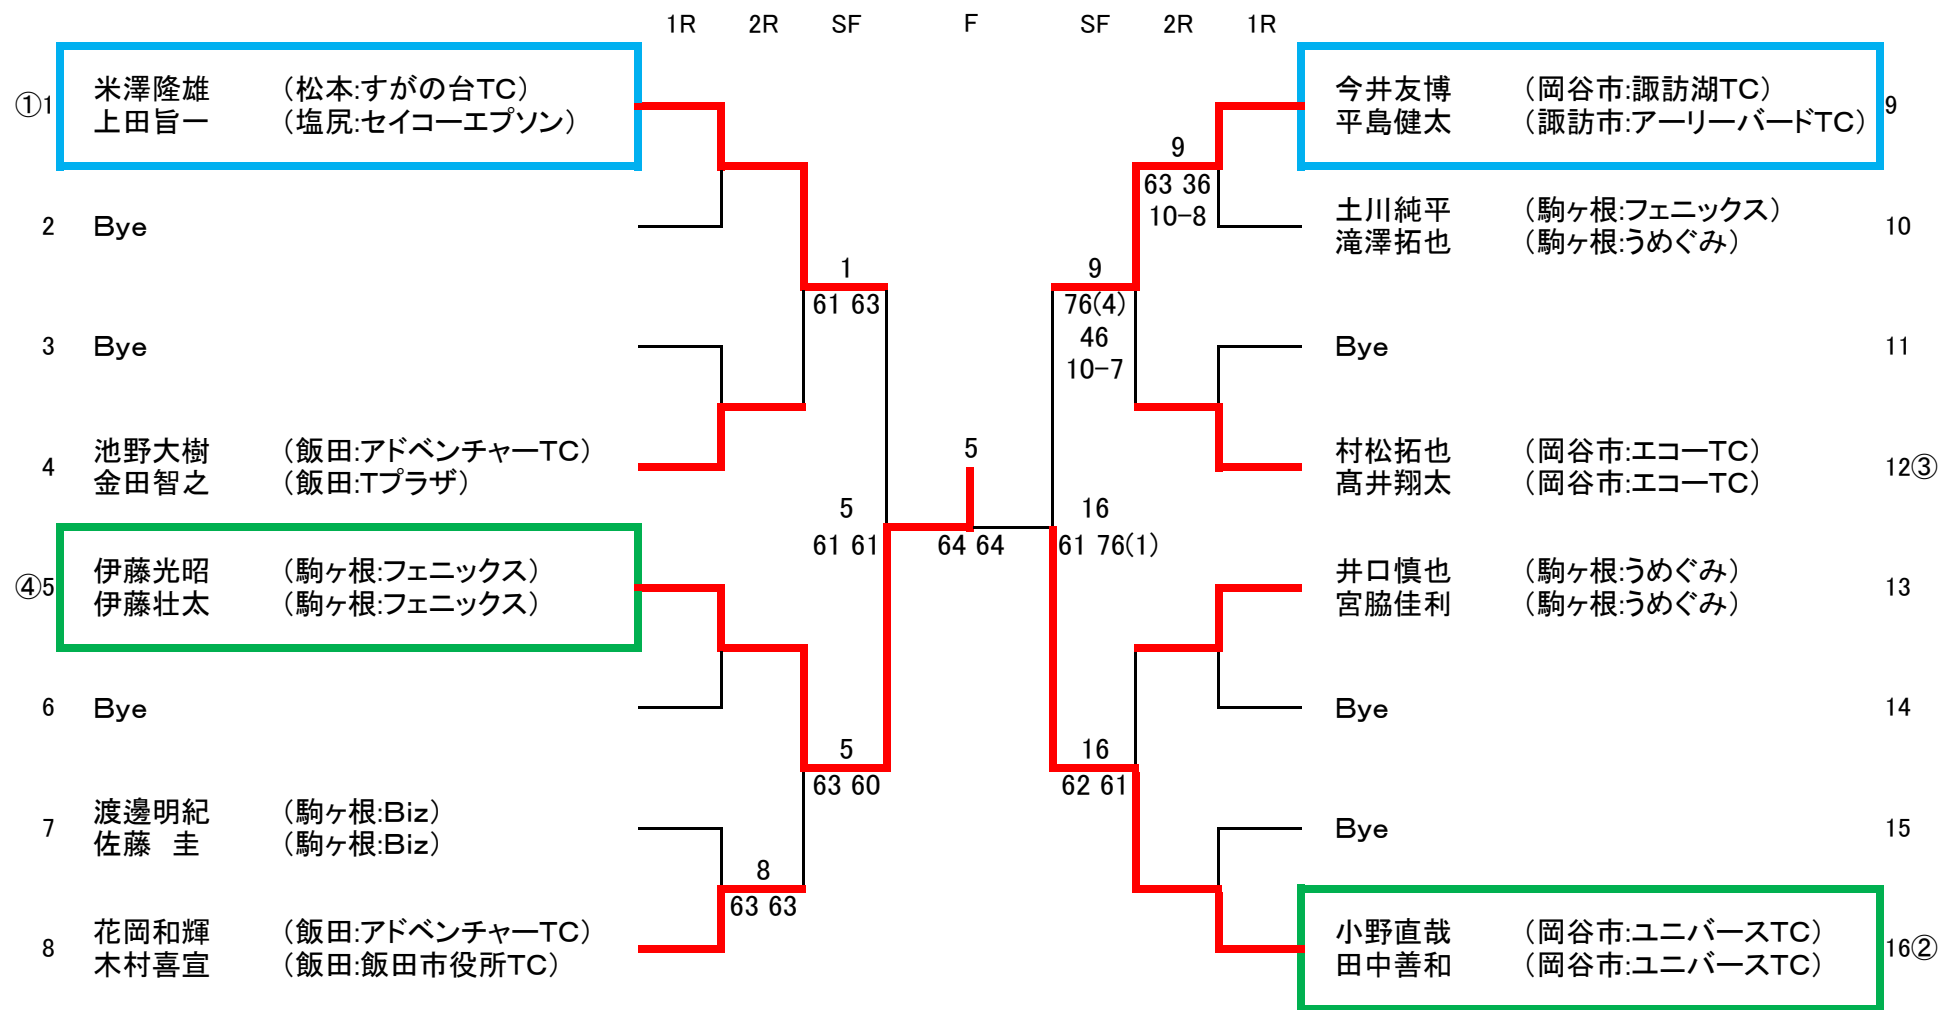 1R 2R SF F SF 2R 1R
①1 米澤隆雄 （松本:すがの台TC）
上田旨一 （塩尻:セイコーエプソン）
2 Bye
3 Bye
4 池野大樹 （飯田:アドベンチャーTC）
金田智之 （飯田:Tプラザ）
④5 伊藤光昭 （駒ヶ根:フェニックス）
伊藤壮太 （駒ヶ根:フェニックス）
6 Bye
7 渡邊明紀 （駒ヶ根:Biz）
佐藤　圭 （駒ヶ根:Biz）
8 花岡和輝 （飯田:アドベンチャーTC）
木村喜宣 （飯田:飯田市役所TC）
8
63 63
1
61 63
5
63 60
5
61 61
5
64 64
16
61 76(1)
9
76(4)
46
10-7
16
62 61
9
63 36
10-8
今井友博 （岡谷市:諏訪湖TC） 9
平島健太 （諏訪市:アーリーバードTC）
土川純平 （駒ヶ根:フェニックス） 10
滝澤拓也 （駒ヶ根:うめぐみ）
Bye 11
村松拓也 （岡谷市:エコーTC） 12③
髙井翔太 （岡谷市:エコーTC）
井口慎也 （駒ヶ根:うめぐみ） 13
宮脇佳利 （駒ヶ根:うめぐみ）
Bye 14
Bye 15
小野直哉 （岡谷市:ユニバースTC） 16②
田中善和 （岡谷市:ユニバースTC）